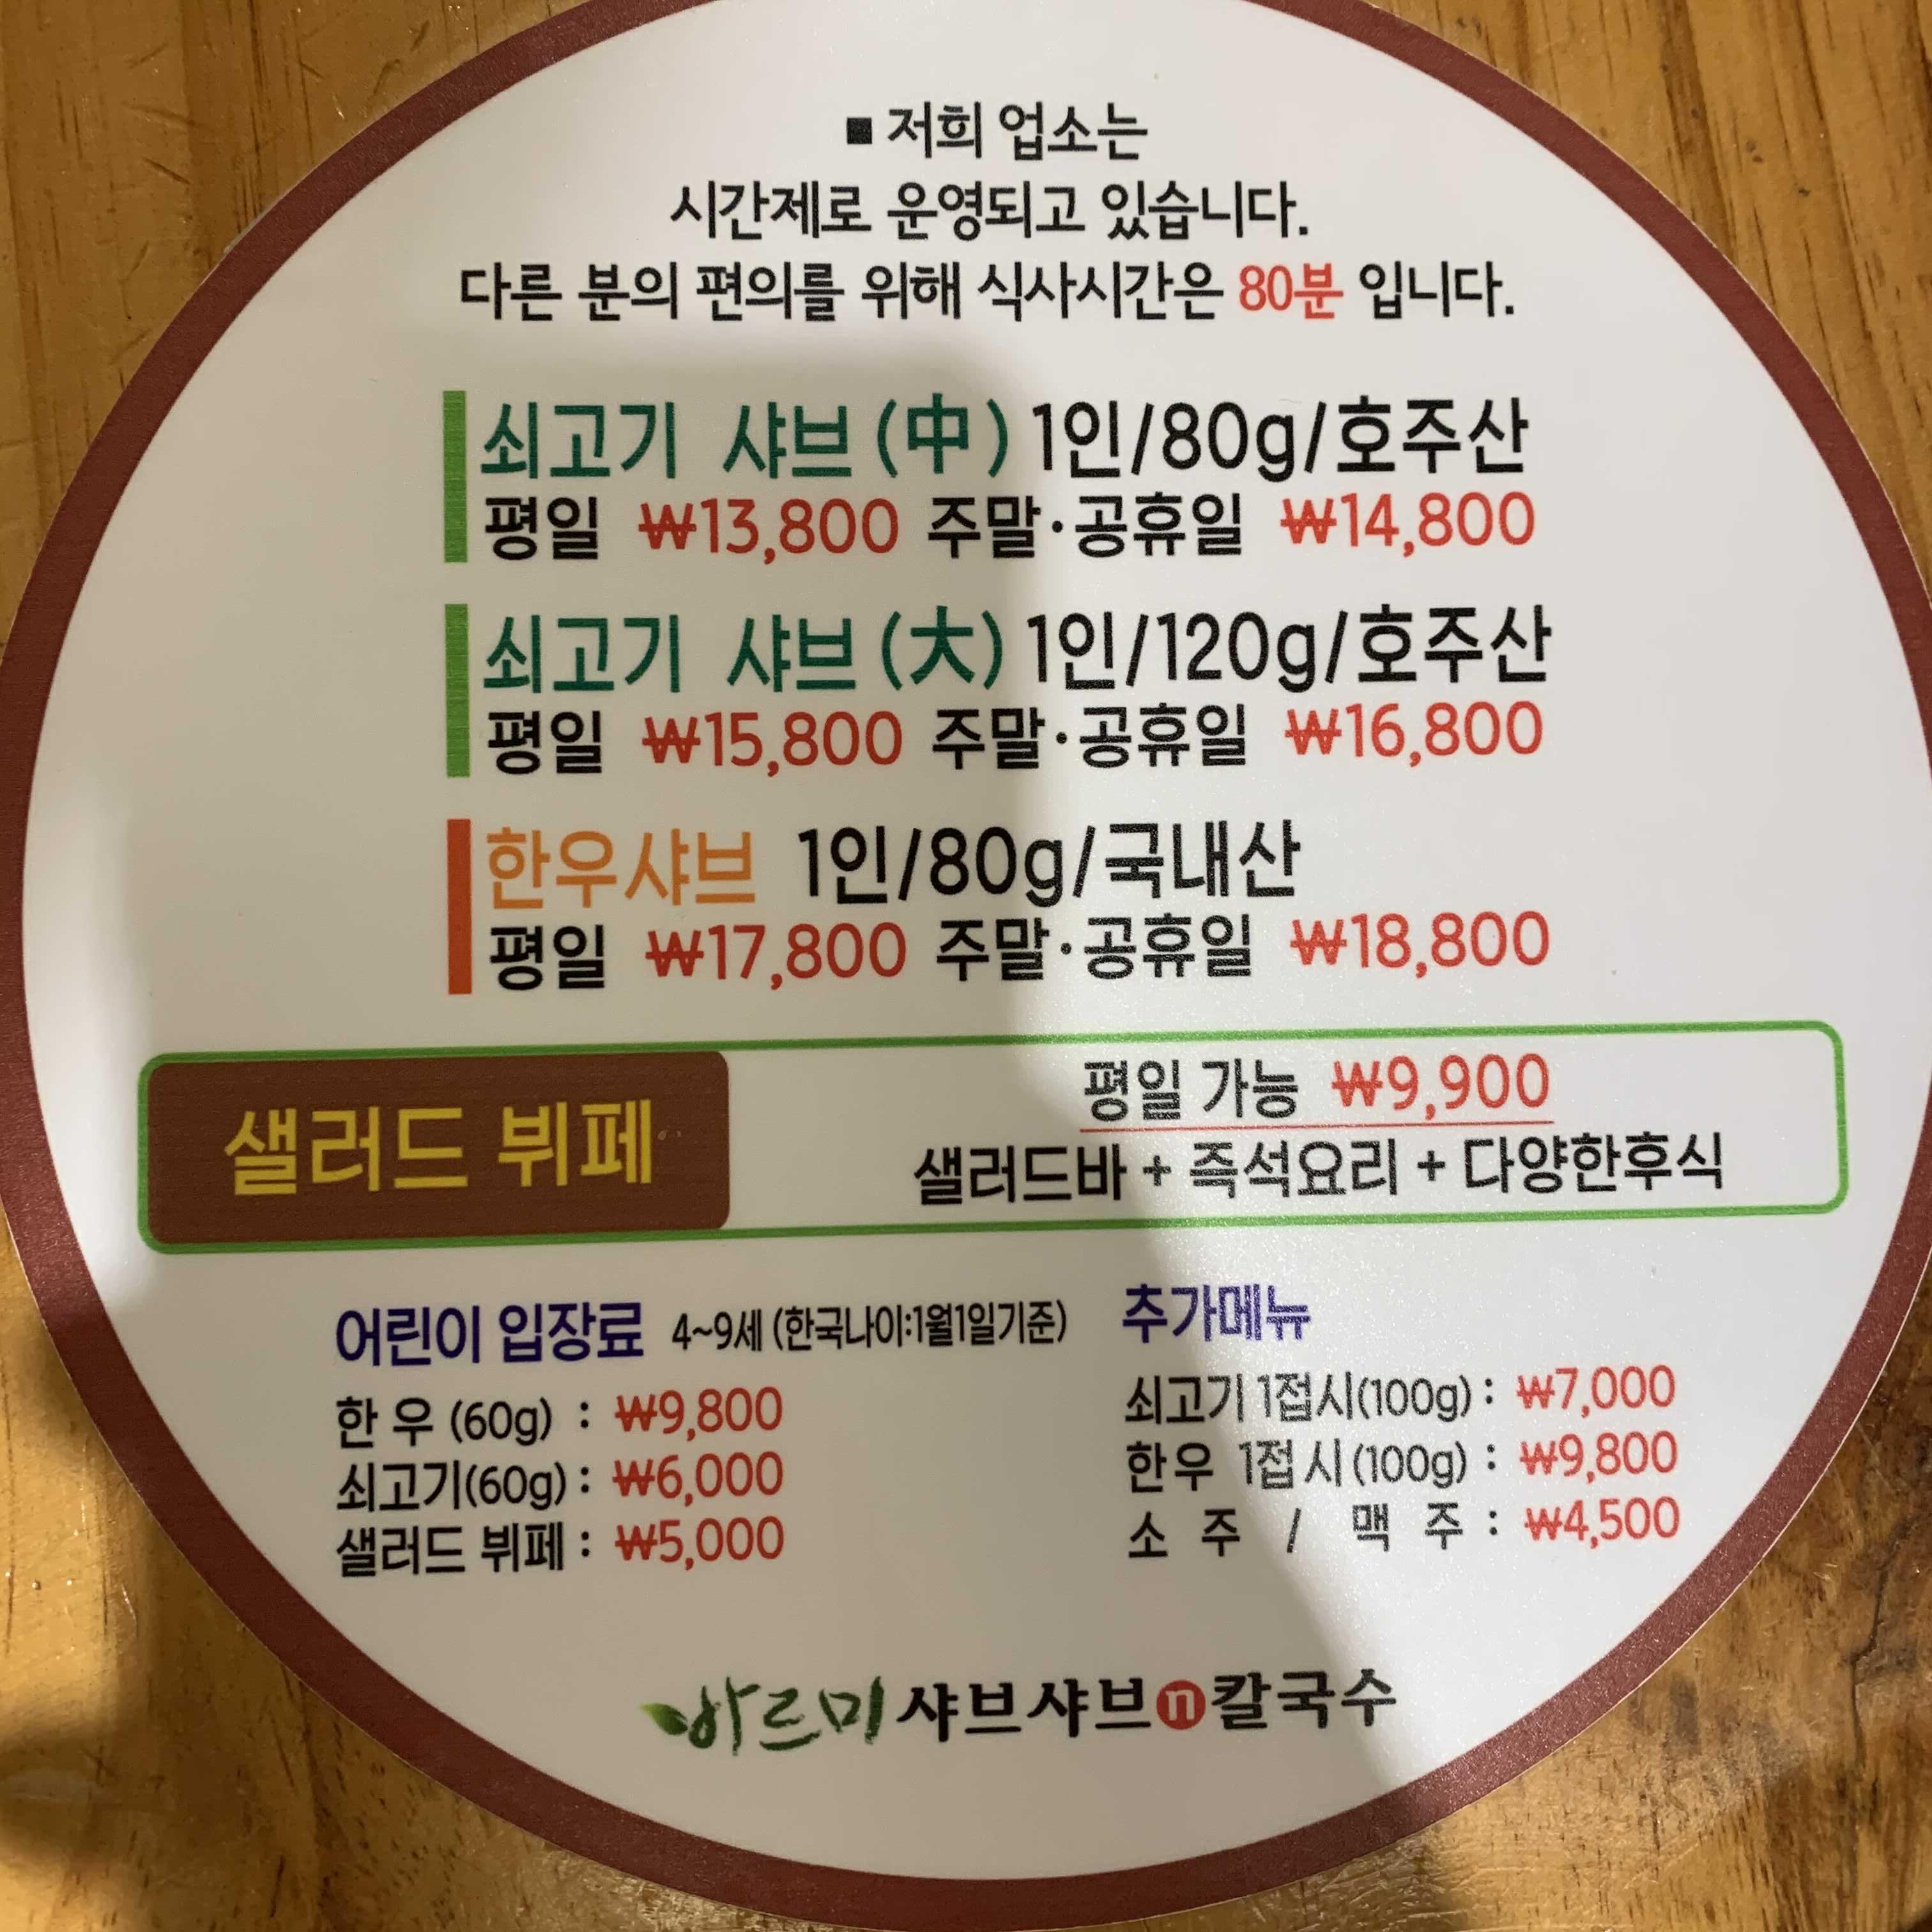 ■ 저희 업소는
시간제로 운영되고 있습니다.
다른 분의 편의를 위해 식사시간은 80분 입니다.
쇠고기 샤브(中) 1인/80g/호주산
평일 ₩13,800 주말·공휴일 ₩14,800
쇠고기 샤브(大) 1인/120g/호주산
평일 ₩15,800 주말·공휴일 ₩16,800
한우샤브 1인/80g/국내산
평일 ₩17,800 주말·공휴일 ₩18,800
샐러드 뷔페
평일 가능 ₩9,900
샐러드바 + 즉석요리 + 다양한후식
어린이 입장료 4~9세 (한국나이:1월1일기준)
한 우 (60g) : ₩9,800
쇠고기(60g) : ₩6,000
샐러드 뷔페 : ₩5,000
추가메뉴
쇠고기 1접시(100g) : ₩7,000
한우 1접시(100g) : ₩9,800
소 주 / 맥 주 : ₩4,500
바르미 샤브샤브n칼국수